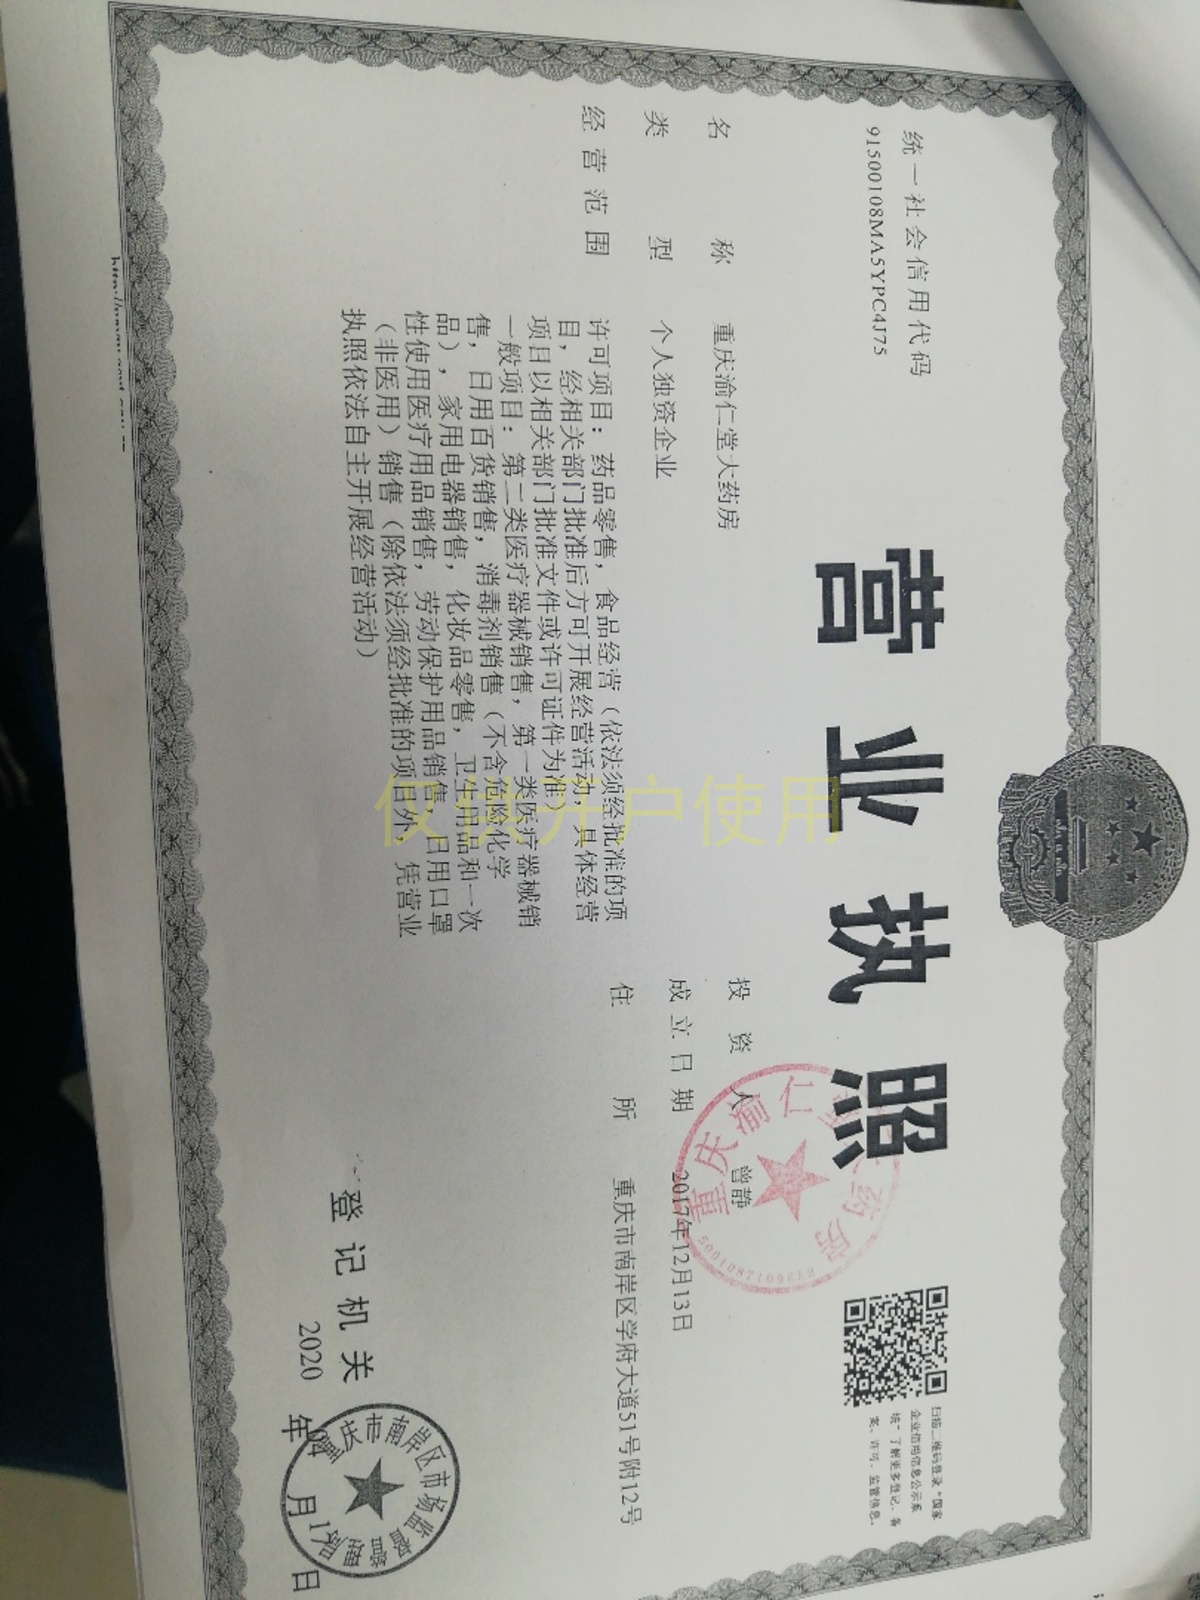 统一社会信用代码
91500108MA5YPC4J75
营业执照
扫描二维码登录“国家
企业信用信息公示系
统”了解更多登记、备
案、许可、监管信息。
名称 重庆渝仁堂大药房
类型 个人独资企业
经营范围 许可项目：药品零售，食品经营（依法须经批准的项
目，经相关部门批准后方可开展经营活动，具体经营
项目以相关部门批准文件或许可证件为准）
一般项目：第二类医疗器械销售，第一类医疗器械销
售，日用百货销售，消毒剂销售（不含危险化学
品），家用电器销售，化妆品零售，卫生用品和一次
性使用医疗用品销售，劳动保护用品销售，日用口罩
（非医用）销售（除依法须经批准的项目外，凭营业
执照依法自主开展经营活动）
投资人 曾静
成立日期 2017年12月13日
住所 重庆市南岸区学府大道51号附12号
登记机关
2020年04月17日
重庆市南岸区市场监督管理局
仅供开户使用